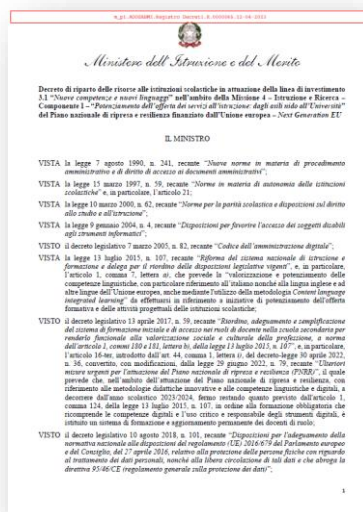 m_pi.AOOGABMI.Registro Decreti.R.0000065.12-04-2023
Ministero dell'Istruzione e del Merito
Decreto di riparto delle risorse alle istituzioni scolastiche in attuazione della linea di investimento
3.1 "Nuove competenze e nuovi linguaggi" nell'ambito della Missione 4 – Istruzione e Ricerca –
Componente 1 – "Potenziamento dell'offerta dei servizi all'istruzione: dagli asili nido all'Università"
del Piano nazionale di ripresa e resilienza finanziato dall'Unione europea – Next Generation EU
IL MINISTRO
VISTA la legge 7 agosto 1990, n. 241, recante "Nuove norme in materia di procedimento
amministrativo e di diritto di accesso ai documenti amministrativi";
VISTA la legge 15 marzo 1997, n. 59, recante "Norme in materia di autonomia delle istituzioni
scolastiche" e, in particolare, l'articolo 21;
VISTA la legge 10 marzo 2000, n. 62, recante "Norme per la parità scolastica e disposizioni sul diritto
allo studio e all'istruzione";
VISTA la legge 9 gennaio 2004, n. 4, recante "Disposizioni per favorire l'accesso dei soggetti disabili
agli strumenti informatici";
VISTO il decreto legislativo 7 marzo 2005, n. 82, recante "Codice dell'amministrazione digitale";
VISTA la legge 13 luglio 2015, n. 107, recante "Riforma del sistema nazionale di istruzione e
formazione e delega per il riordino delle disposizioni legislative vigenti", e, in particolare,
l'articolo 1, comma 7, lettera a), che prevede la "valorizzazione e potenziamento delle
competenze linguistiche, con particolare riferimento all'italiano nonché alla lingua inglese e ad
altre lingue dell'Unione europea, anche mediante l'utilizzo della metodologia Content language
integrated learning" da effettuarsi in riferimento a iniziative di potenziamento dell'offerta
formativa e delle attività progettuali delle istituzioni scolastiche;
VISTO il decreto legislativo 13 aprile 2017, n. 59, recante "Riordino, adeguamento e semplificazione
del sistema di formazione iniziale e di accesso nei ruoli di docente nella scuola secondaria per
renderlo funzionale alla valorizzazione sociale e culturale della professione, a norma
dell'articolo 1, commi 180 e 181, lettera b), della legge 13 luglio 2015, n. 107", e, in particolare,
l'articolo 16-ter, introdotto dall'art. 44, comma 1, lettera i), del decreto-legge 30 aprile 2022,
n. 36, convertito, con modificazioni, dalla legge 29 giugno 2022, n. 79, recante "Ulteriori
misure urgenti per l'attuazione del Piano nazionale di ripresa e resilienza (PNRR)", il quale
prevede che, nell'ambito dell'attuazione del Piano nazionale di ripresa e resilienza, con
riferimento alle metodologie didattiche innovative e alle competenze linguistiche e digitali, a
decorrere dall'anno scolastico 2023/2024, fermo restando quanto previsto dall'articolo 1,
comma 124, della legge 13 luglio 2015, n. 107, in ordine alla formazione obbligatoria che
ricomprende le competenze digitali e l'uso critico e responsabile degli strumenti digitali, è
istituito un sistema di formazione e aggiornamento permanente dei docenti di ruolo;
VISTO il decreto legislativo 10 agosto 2018, n. 101, recante "Disposizioni per l'adeguamento della
normativa nazionale alle disposizioni del regolamento (UE) 2016/679 del Parlamento europeo
e del Consiglio, del 27 aprile 2016, relativo alla protezione delle persone fisiche con riguardo
al trattamento dei dati personali, nonché alla libera circolazione di tali dati e che abroga la
direttiva 95/46/CE (regolamento generale sulla protezione dei dati)";
1